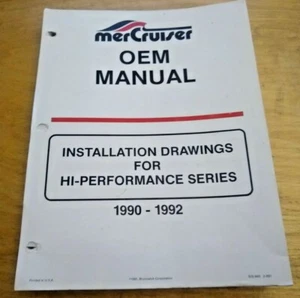 merCruiser
OEM
MANUAL
INSTALLATION DRAWINGS
FOR
HI-PERFORMANCE SERIES
1990 - 1992